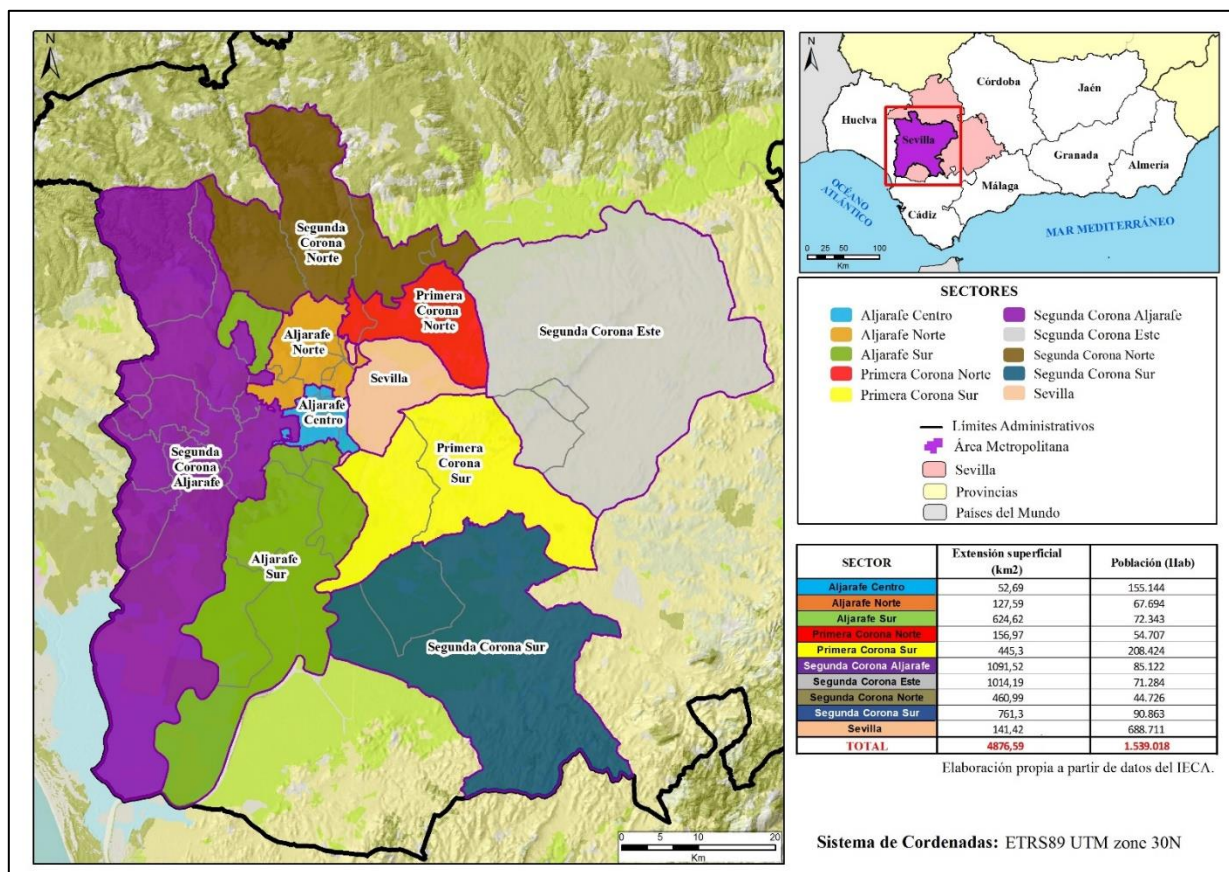 N
Segunda
Corona
Norte
Primera
Corona
Norte
Segunda Corona Este
Aljarafe
Norte
Sevilla
Aljarafe
Centro
Segunda
Corona
Aljarafe
Primera
Corona
Sur
Aljarafe
Sur
Segunda Corona Sur
0 5 10 20
Km
N
Córdoba
Jaén
Huelva
Sevilla
Granada
Almería
Málaga
Cádiz
OCÉANO
ATLÁNTICO
MAR MEDITERRÁNEO
0 25 50 100
Km
SECTORES
Aljarafe Centro
Aljarafe Norte
Aljarafe Sur
Primera Corona Norte
Primera Corona Sur
Segunda Corona Aljarafe
Segunda Corona Este
Segunda Corona Norte
Segunda Corona Sur
Sevilla
Límites Administrativos
Área Metropolitana
Sevilla
Provincias
Países del Mundo
SECTOR Extensión superficial (km2) Población (Hab)
Aljarafe Centro 52,69 155.144
Aljarafe Norte 127,59 67.694
Aljarafe Sur 624,62 72.343
Primera Corona Norte 156,97 54.707
Primera Corona Sur 445,3 208.424
Segunda Corona Aljarafe 1091,52 85.122
Segunda Corona Este 1014,19 71.284
Segunda Corona Norte 460,99 44.726
Segunda Corona Sur 761,3 90.863
Sevilla 141,42 688.711
TOTAL 4876,59 1.539.018
Elaboración propia a partir de datos del IECA.
Sistema de Cordenadas: ETRS89 UTM zone 30N